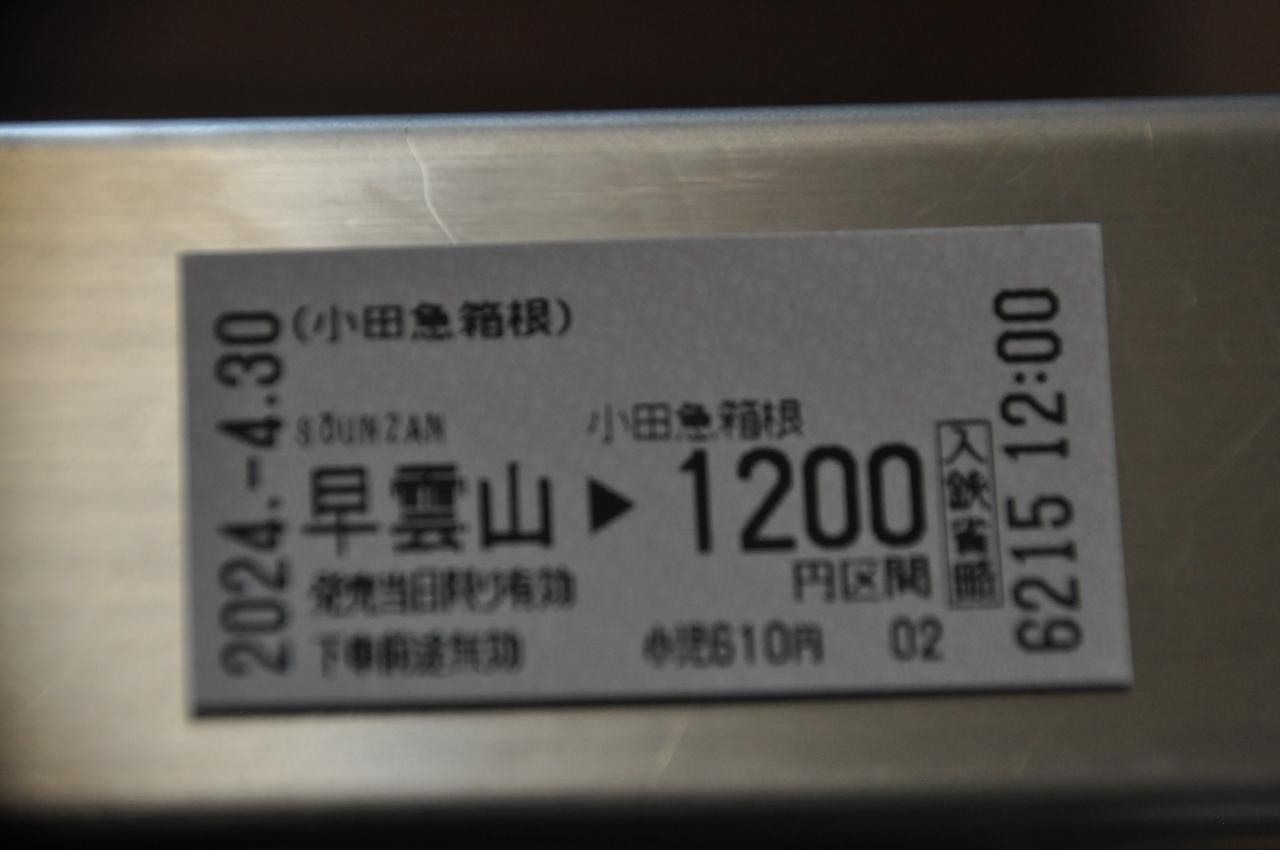 2024.-4.30
(小田急箱根)
SŌUNZAN
小田急箱根
早雲山▶1200
円区間
発売当日限り有効
下車前途無効
小児610円 02
入鋏省略
6215 12:00